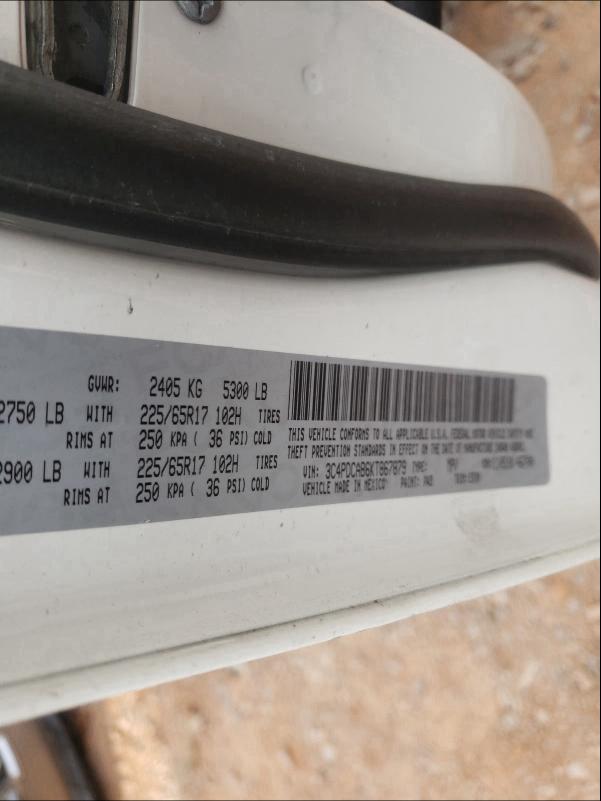 GVWR: 2405 KG 5300 LB
2750 LB WITH 225/65R17 102H TIRES
RIMS AT 250 KPA ( 36 PSI) COLD
2900 LB WITH 225/65R17 102H TIRES
RIMS AT 250 KPA ( 36 PSI) COLD
THIS VEHICLE CONFORMS TO ALL APPLICABLE U.S.A. FEDERAL MOTOR VEHICLE SAFETY AND
THEFT PREVENTION STANDARDS IN EFFECT ON THE DATE OF MANUFACTURE SHOWN ABOVE.
VIN: 3C4PDCAB6KT867879 TYPE: MPV
VEHICLE MADE IN MEXICO PAINT: PW3